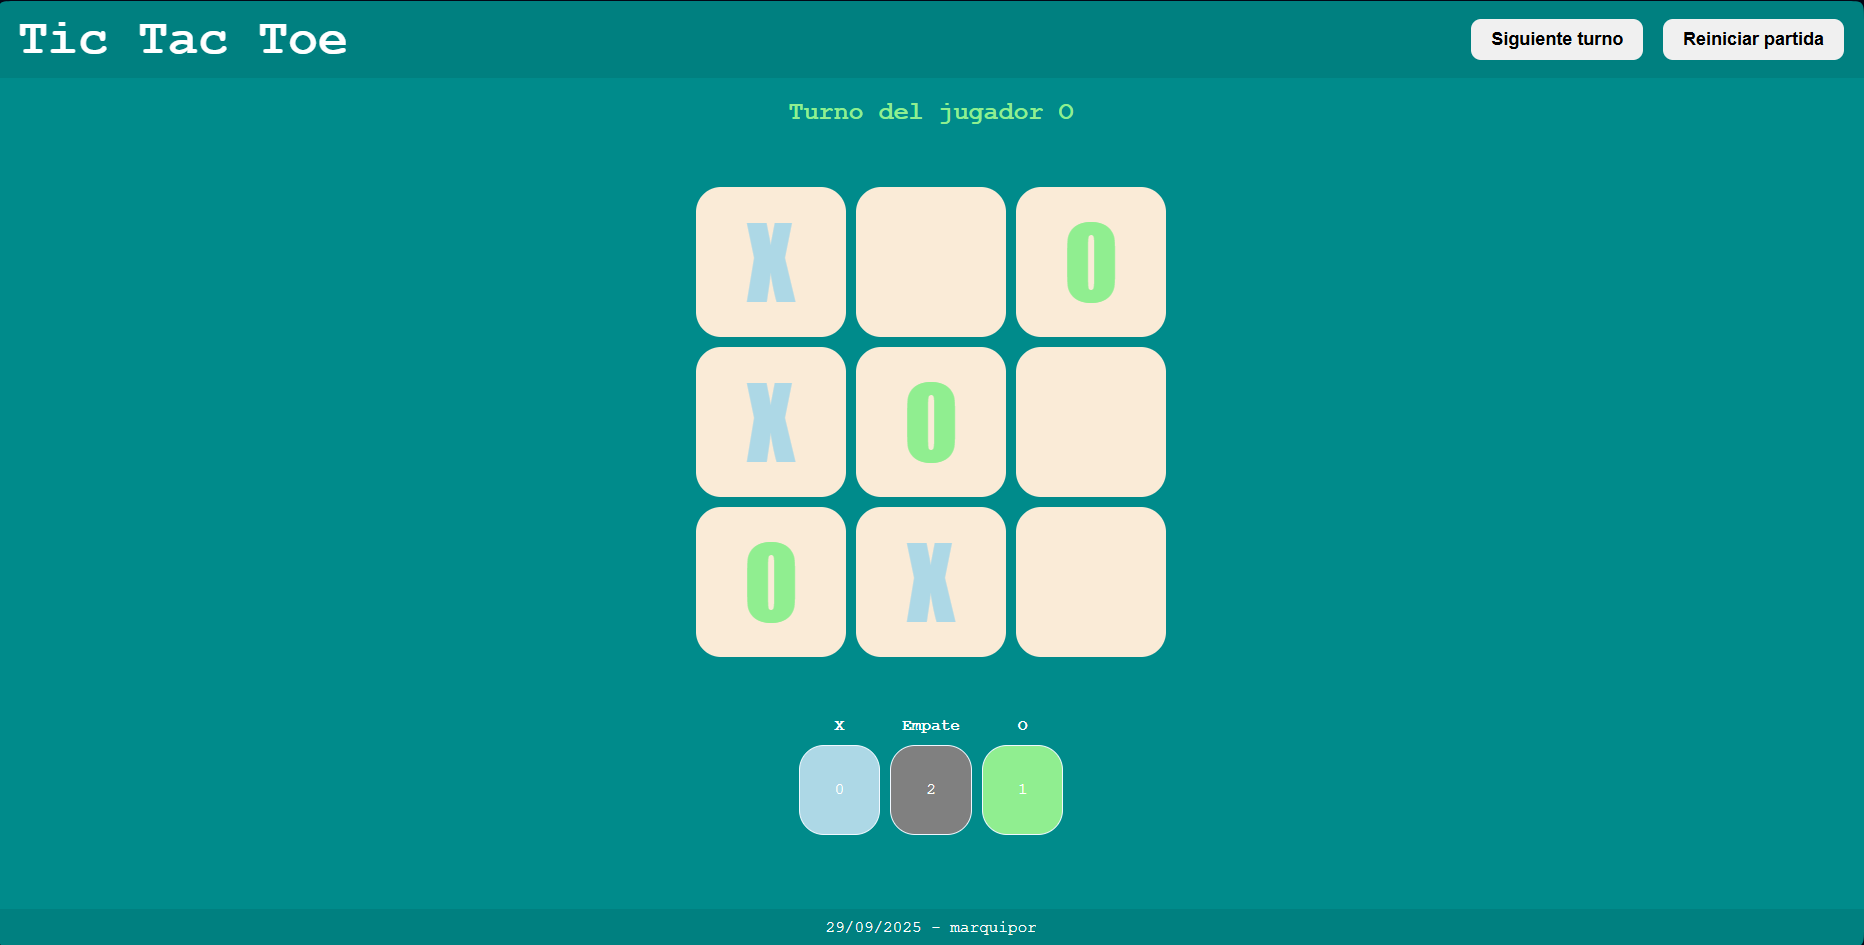 Tic Tac Toe
Siguiente turno
Reiniciar partida
Turno del jugador O
X O
X O
O X
X Empate O
0 2 1
29/09/2025 - marquipor